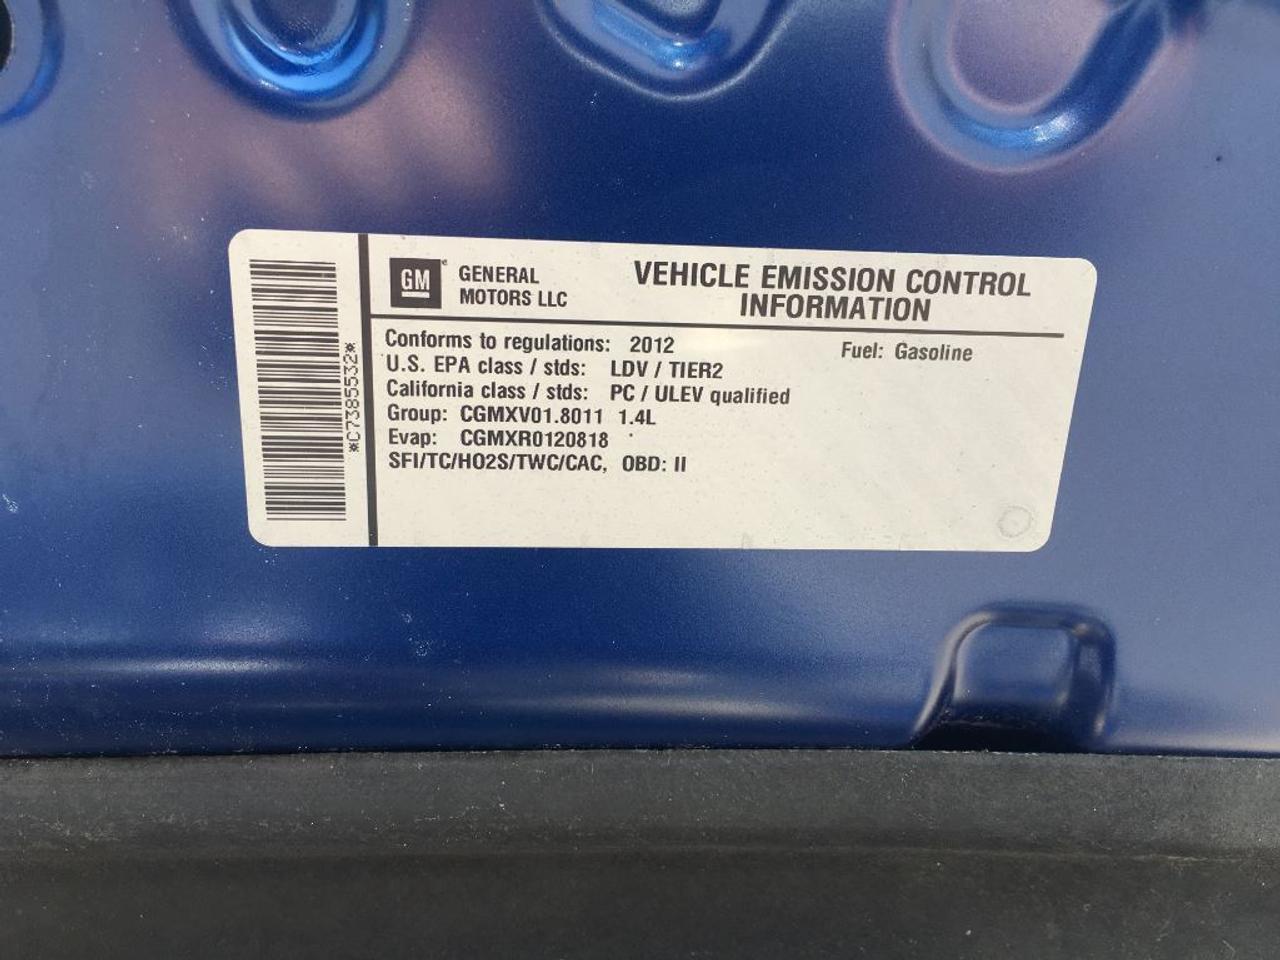 GM
GENERAL
MOTORS LLC
VEHICLE EMISSION CONTROL
INFORMATION
Conforms to regulations: 2012
Fuel: Gasoline
U.S. EPA class / stds: LDV / TIER2
California class / stds: PC / ULEV qualified
Group: CGMXV01.8011 1.4L
Evap: CGMXR0120818
SFI/TC/HO2S/TWC/CAC, OBD: II
*C7385532*